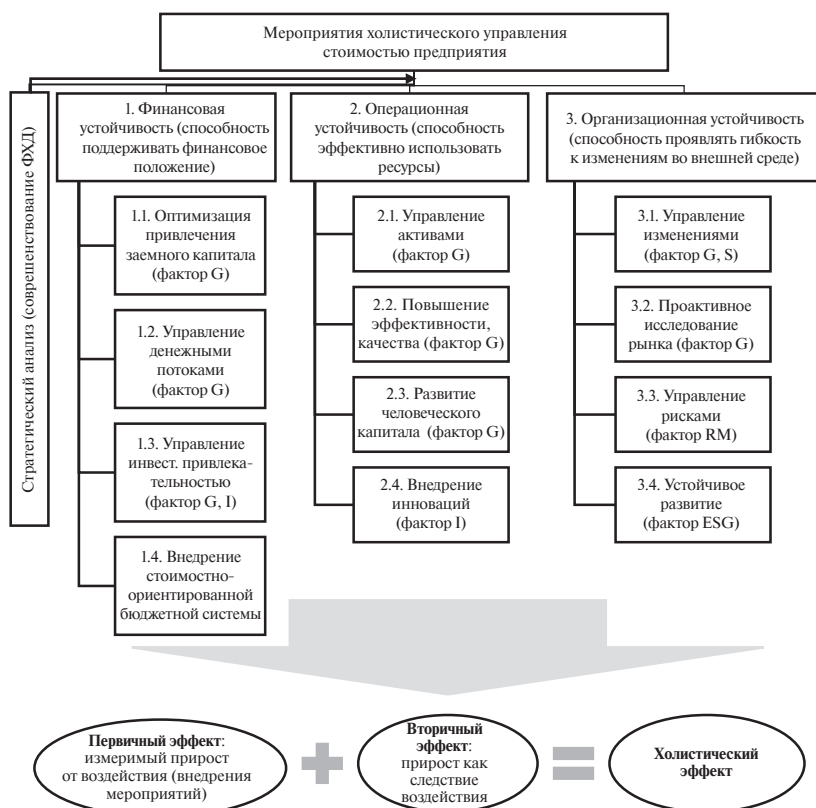 Мероприятия холистического управления
стоимостью предприятия
Стратегический анализ (соврешенствование ФХД)
1. Финансовая
устойчивость (способность
поддерживать финансовое
положение)
2. Операционная
устойчивость (способность
эффективно использовать
ресурсы)
3. Организационная устойчивость
(способность проявлять гибкость
к изменениям во внешней среде)
1.1. Оптимизация
привлечения
заемного капитала
(фактор G)
1.2. Управление
денежными
потоками
(фактор G)
1.3. Управление
инвест. привлека-
тельностью
(фактор G, I)
1.4. Внедрение
стоимостно-
ориентированной
бюджетной системы
2.1. Управление
активами
(фактор G)
2.2. Повышение
эффективности,
качества (фактор G)
2.3. Развитие
человеческого
капитала (фактор G)
2.4. Внедрение
инноваций
(фактор I)
3.1. Управление
изменениями
(фактор G, S)
3.2. Проактивное
исследование
рынка (фактор G)
3.3. Управление
рисками
(фактор RM)
3.4. Устойчивое
развитие
(фактор ESG)
Первичный эффект:
измеримый прирост
от воздействия (внедрения
мероприятий)
+
Вторичный
эффект:
прирост как
следствие
воздействия
=
Холистический
эффект